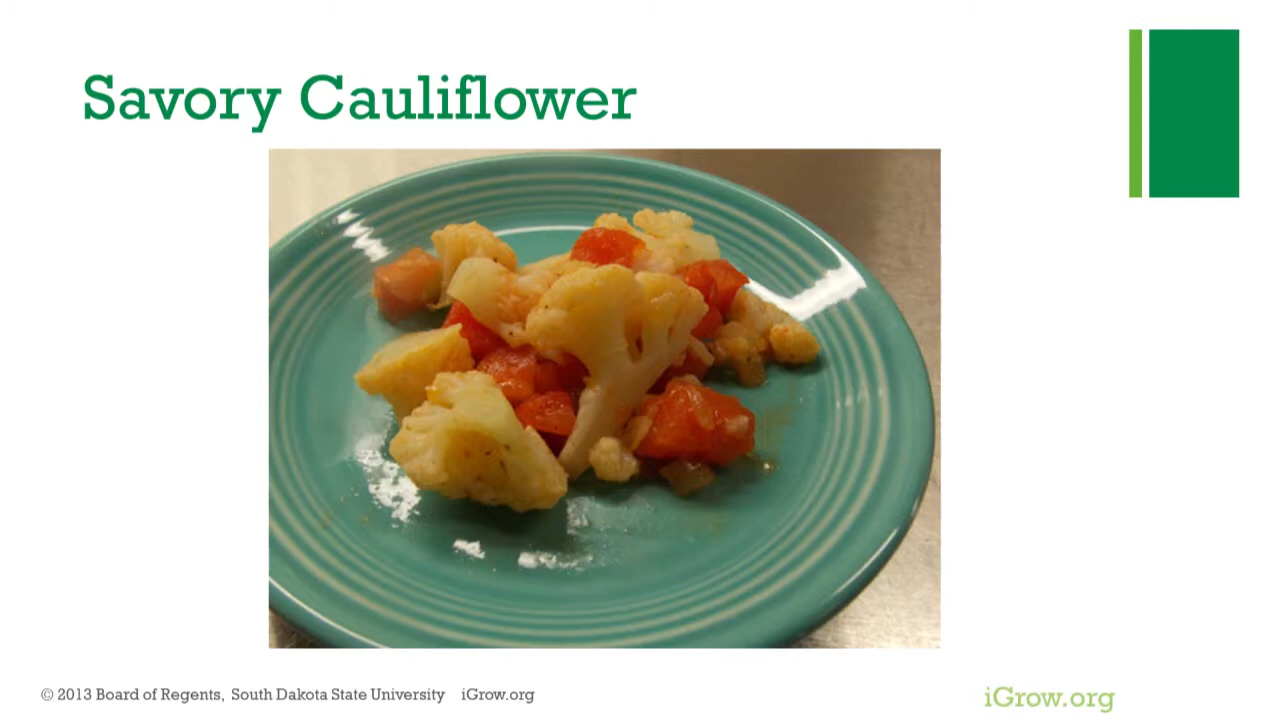 Savory Cauliflower
© 2013 Board of Regents, South Dakota State University iGrow.org
iGrow.org